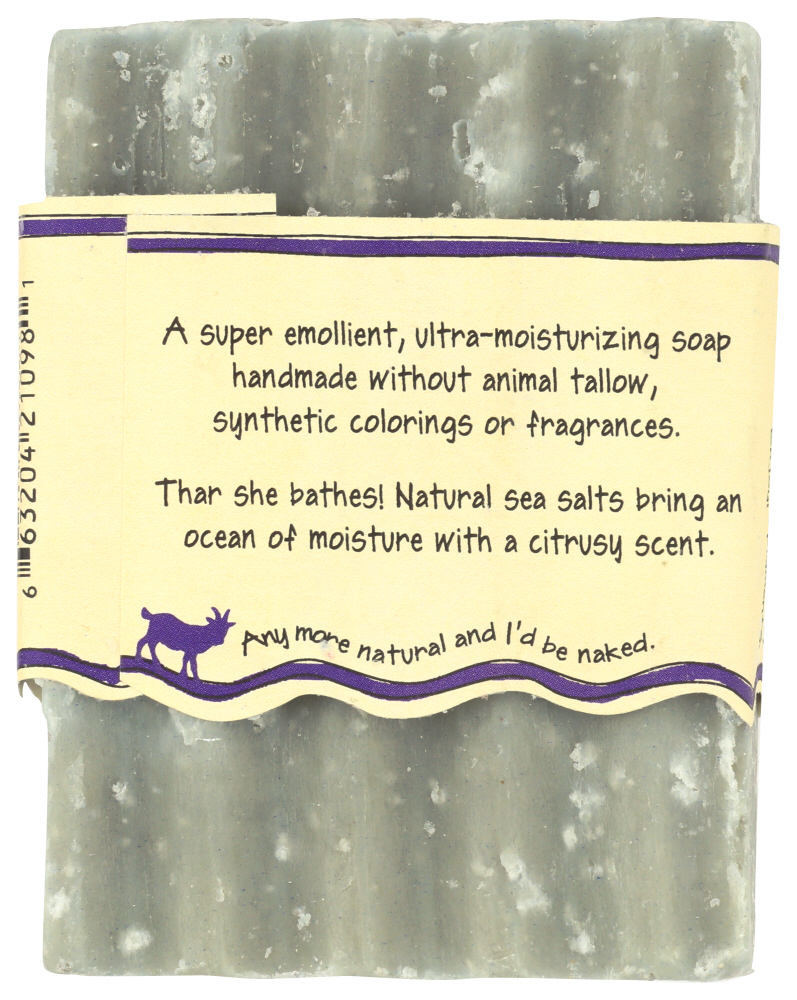 A super emollient, ultra-moisturizing soap
handmade without animal tallow,
synthetic colorings or fragrances.
Thar she bathes! Natural sea salts bring an
ocean of moisture with a citrusy scent.
Any more natural and I'd be naked.
6 63204 21098 1